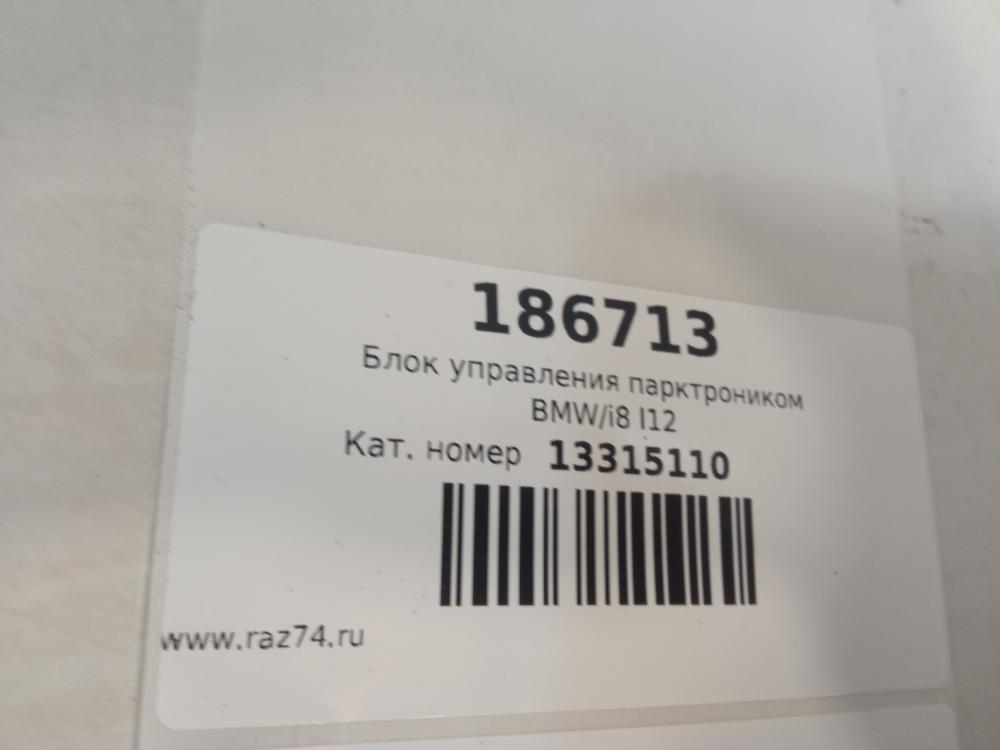 186713
Блок управления парктроником
BMW/i8 I12
Кат. номер 13315110
www.raz74.ru